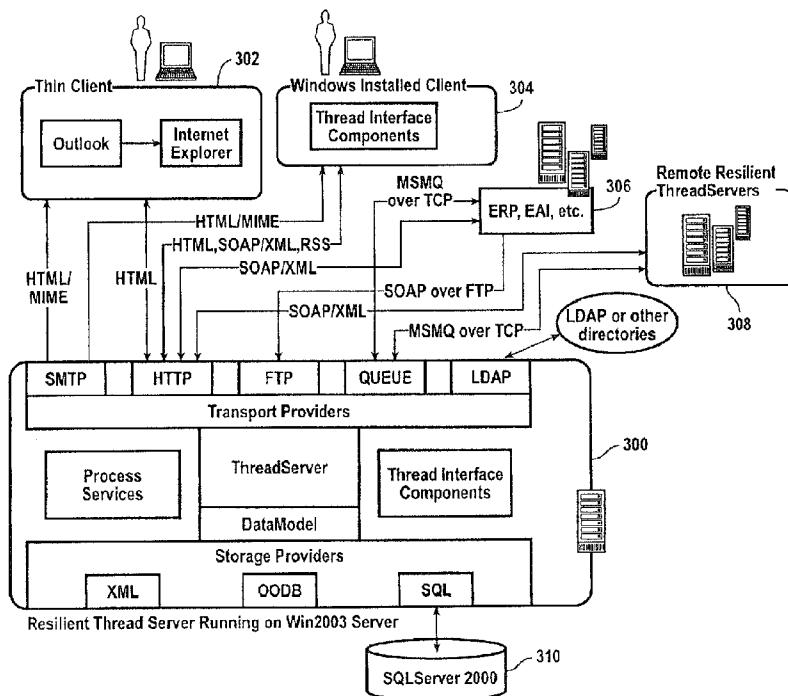 302
Thin Client
Outlook
Internet
Explorer
Windows Installed Client
304
Thread Interface
Components
306
ERP, EAI, etc.
Remote Resilient
ThreadServers
308
MSMQ
over TCP
HTML/MIME
HTML,SOAP/XML,RSS
SOAP/XML
HTML/
MIME
HTML
SOAP over FTP
SOAP/XML
MSMQ over TCP
LDAP or other
directories
SMTP
HTTP
FTP
QUEUE
LDAP
Transport Providers
300
Process
Services
ThreadServer
Thread Interface
Components
DataModel
Storage Providers
XML
OODB
SQL
Resilient Thread Server Running on Win2003 Server
310
SQLServer 2000